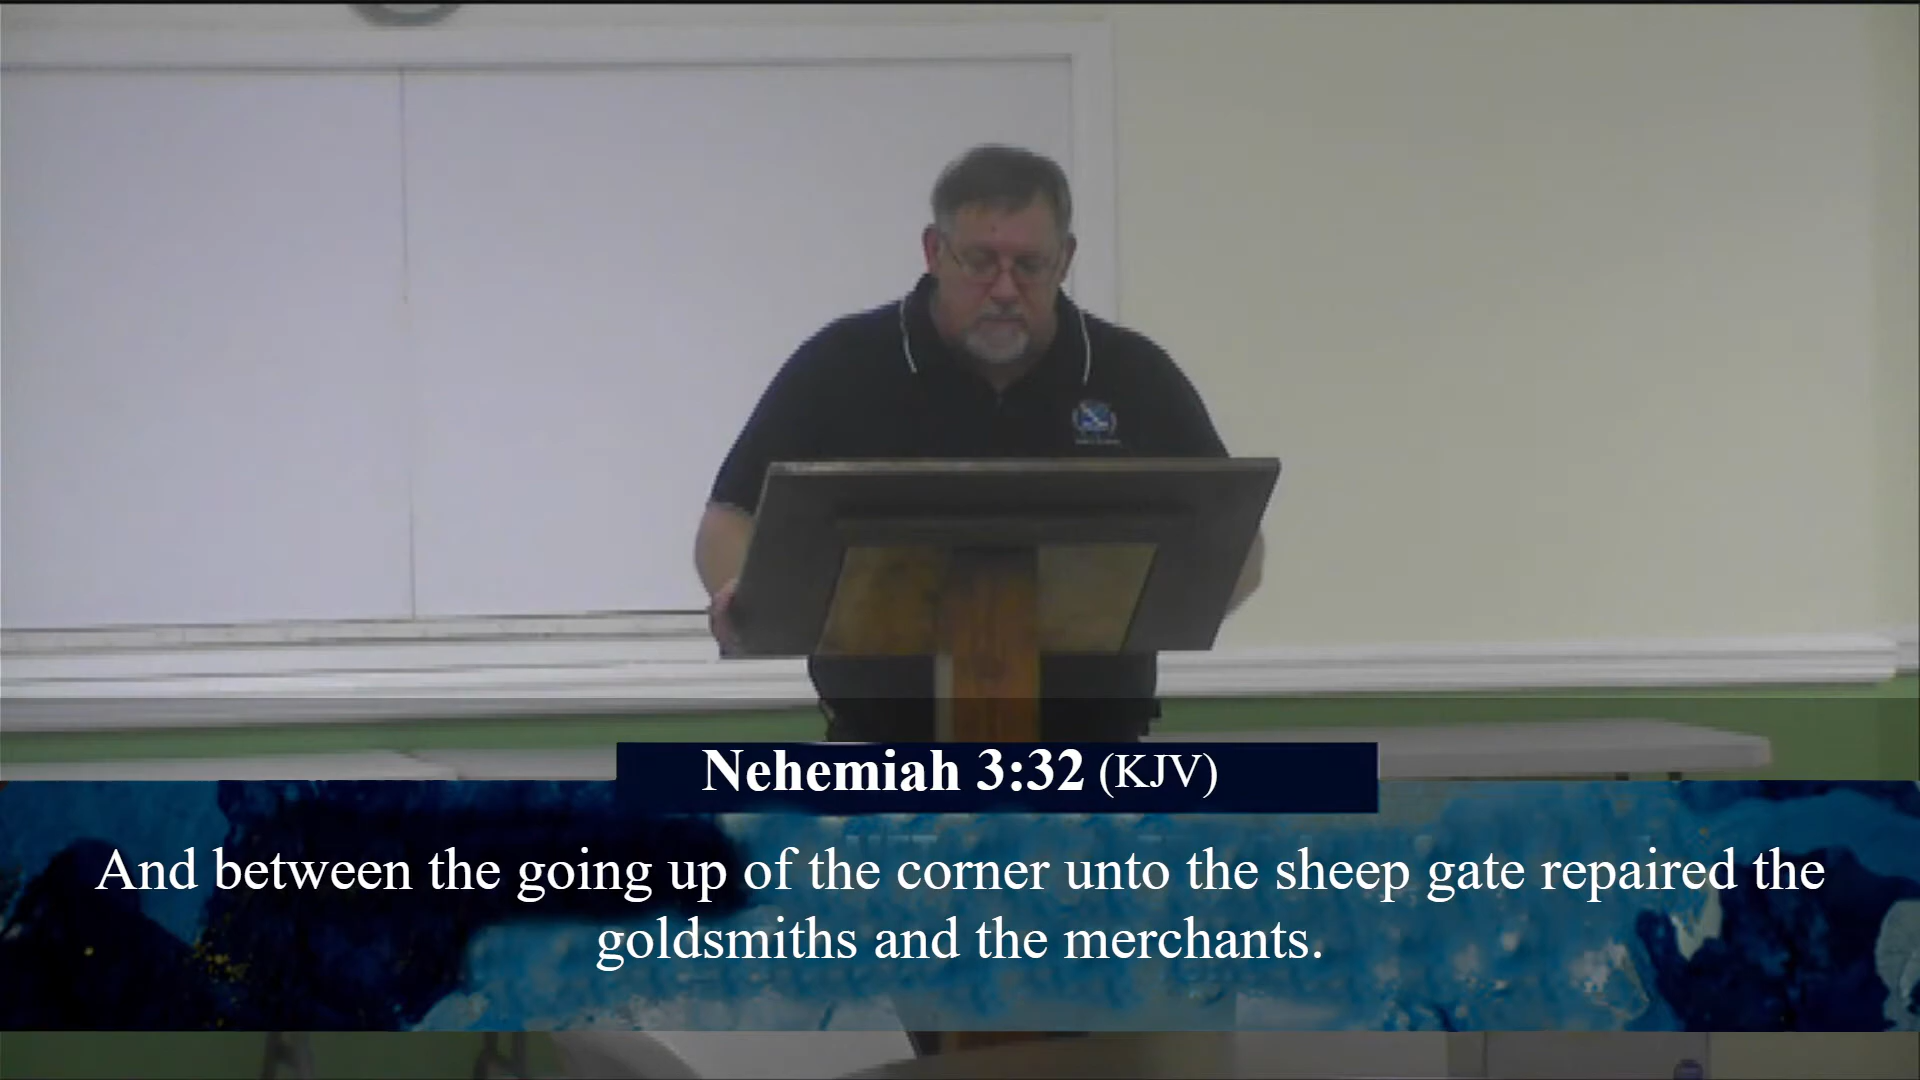 Nehemiah 3:32 (KJV)
And between the going up of the corner unto the sheep gate repaired the
goldsmiths and the merchants.